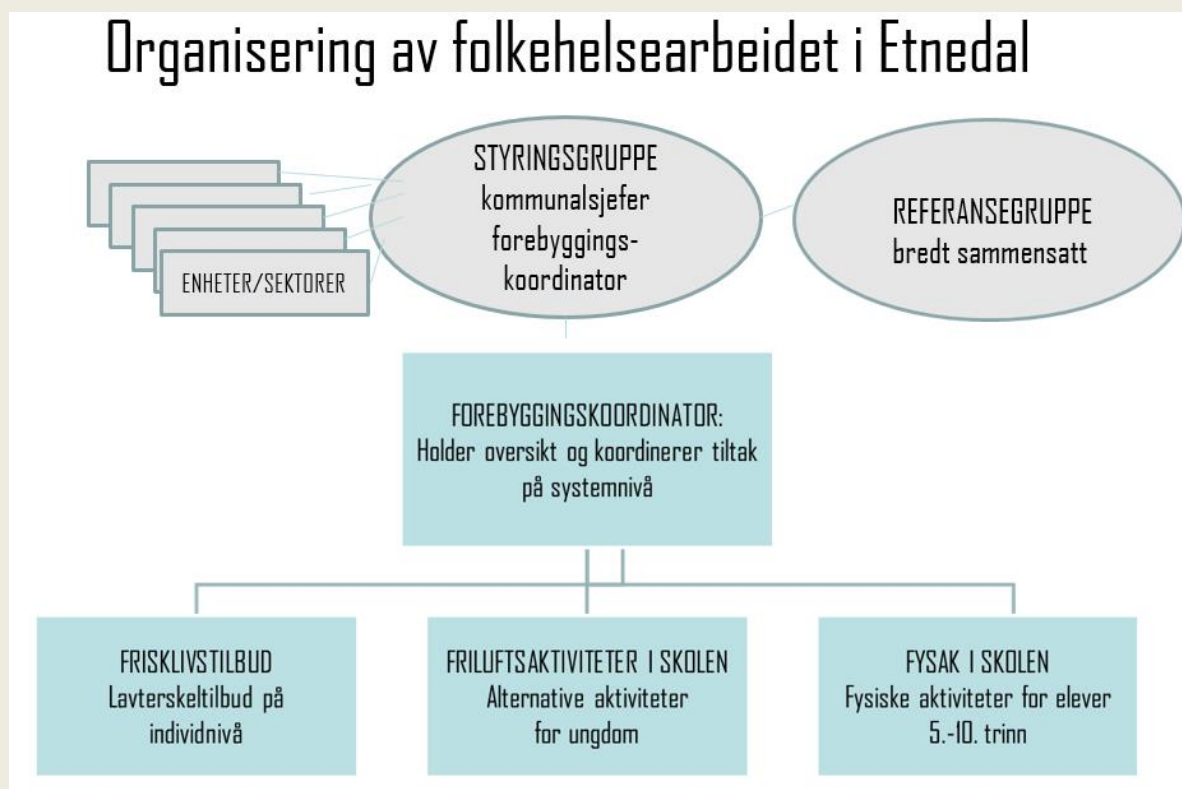 Organisering av folkehelsearbeidet i Etnedal
STYRINGSGRUPPE
kommunalsjefer
forebyggings-
koordinator
REFERANSEGRUPPE
bredt sammensatt
ENHETER/SEKTORER
FOREBYGGINGSKOORDINATOR:
Holder oversikt og koordinerer tiltak
på systemnivå
FRISKLIVSTILBUD
Lavterskeltilbud på
individnivå
FRILUFTSAKTIVITETER I SKOLEN
Alternative aktiviteter
for ungdom
FYSAK I SKOLEN
Fysiske aktiviteter for elever
5.-10. trinn